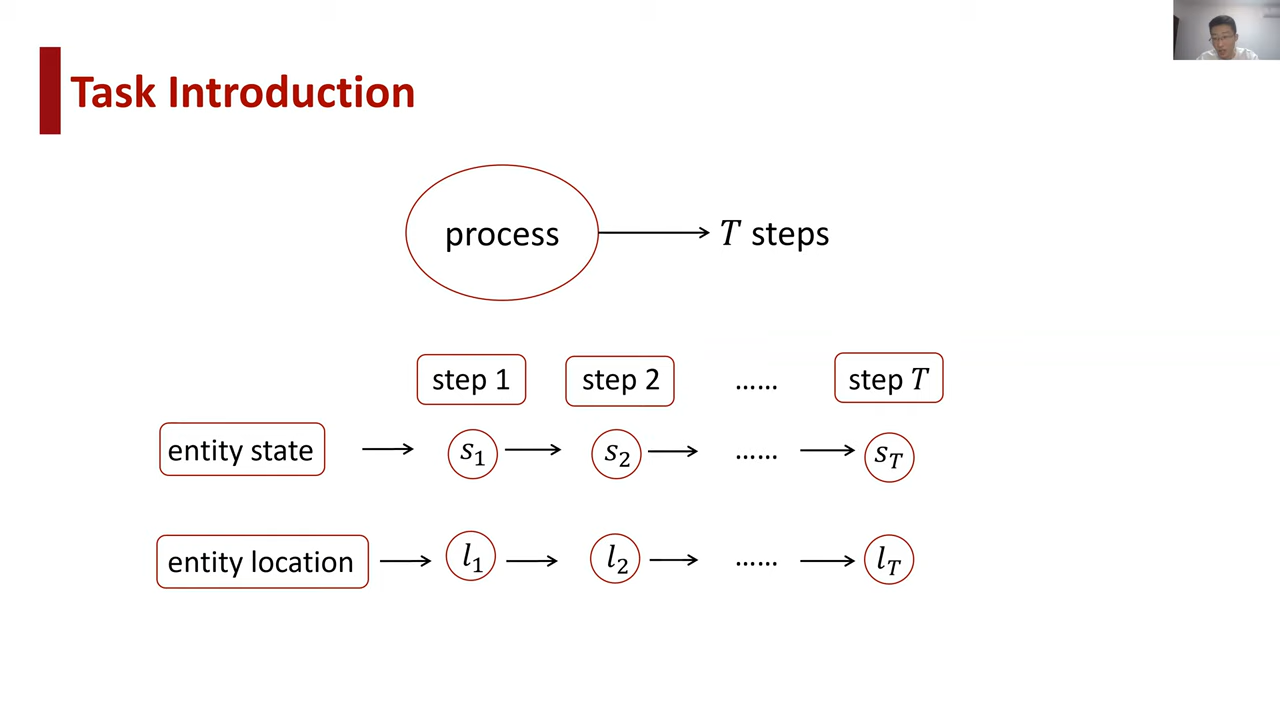 Task Introduction
process
T steps
step 1 step 2 ...... step T
entity state s₁ s₂ ...... s_T
entity location l₁ l₂ ...... l_T